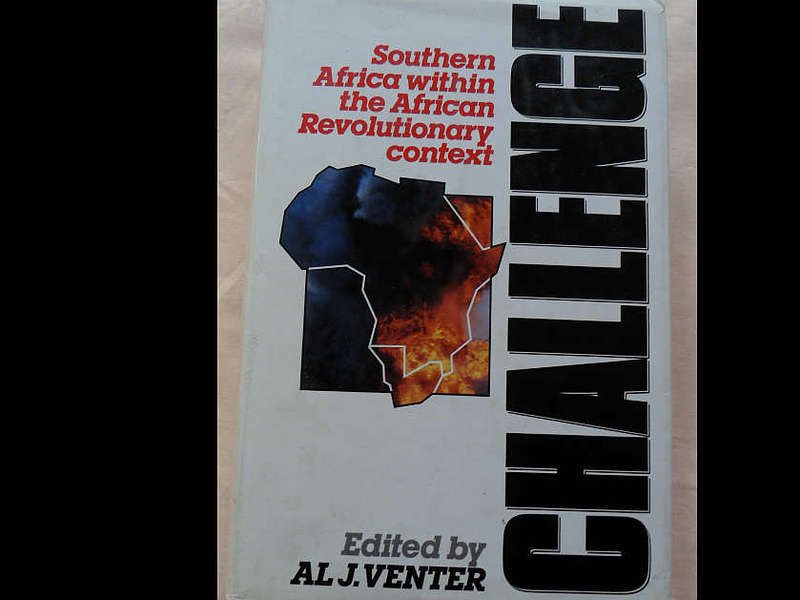 Southern
Africa within
the African
Revolutionary
context
CHALLENGE
Edited by
AL J. VENTER